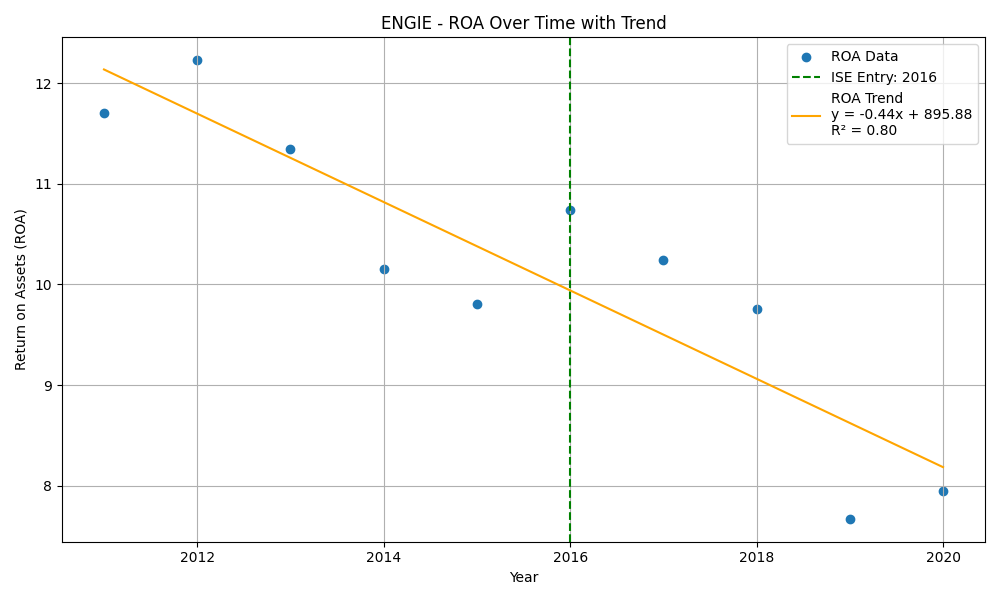 ENGIE - ROA Over Time with Trend
ROA Data
ISE Entry: 2016
ROA Trend
y = -0.44x + 895.88
R² = 0.80
Return on Assets (ROA)
12
11
10
9
8
2012 2014 2016 2018 2020
Year